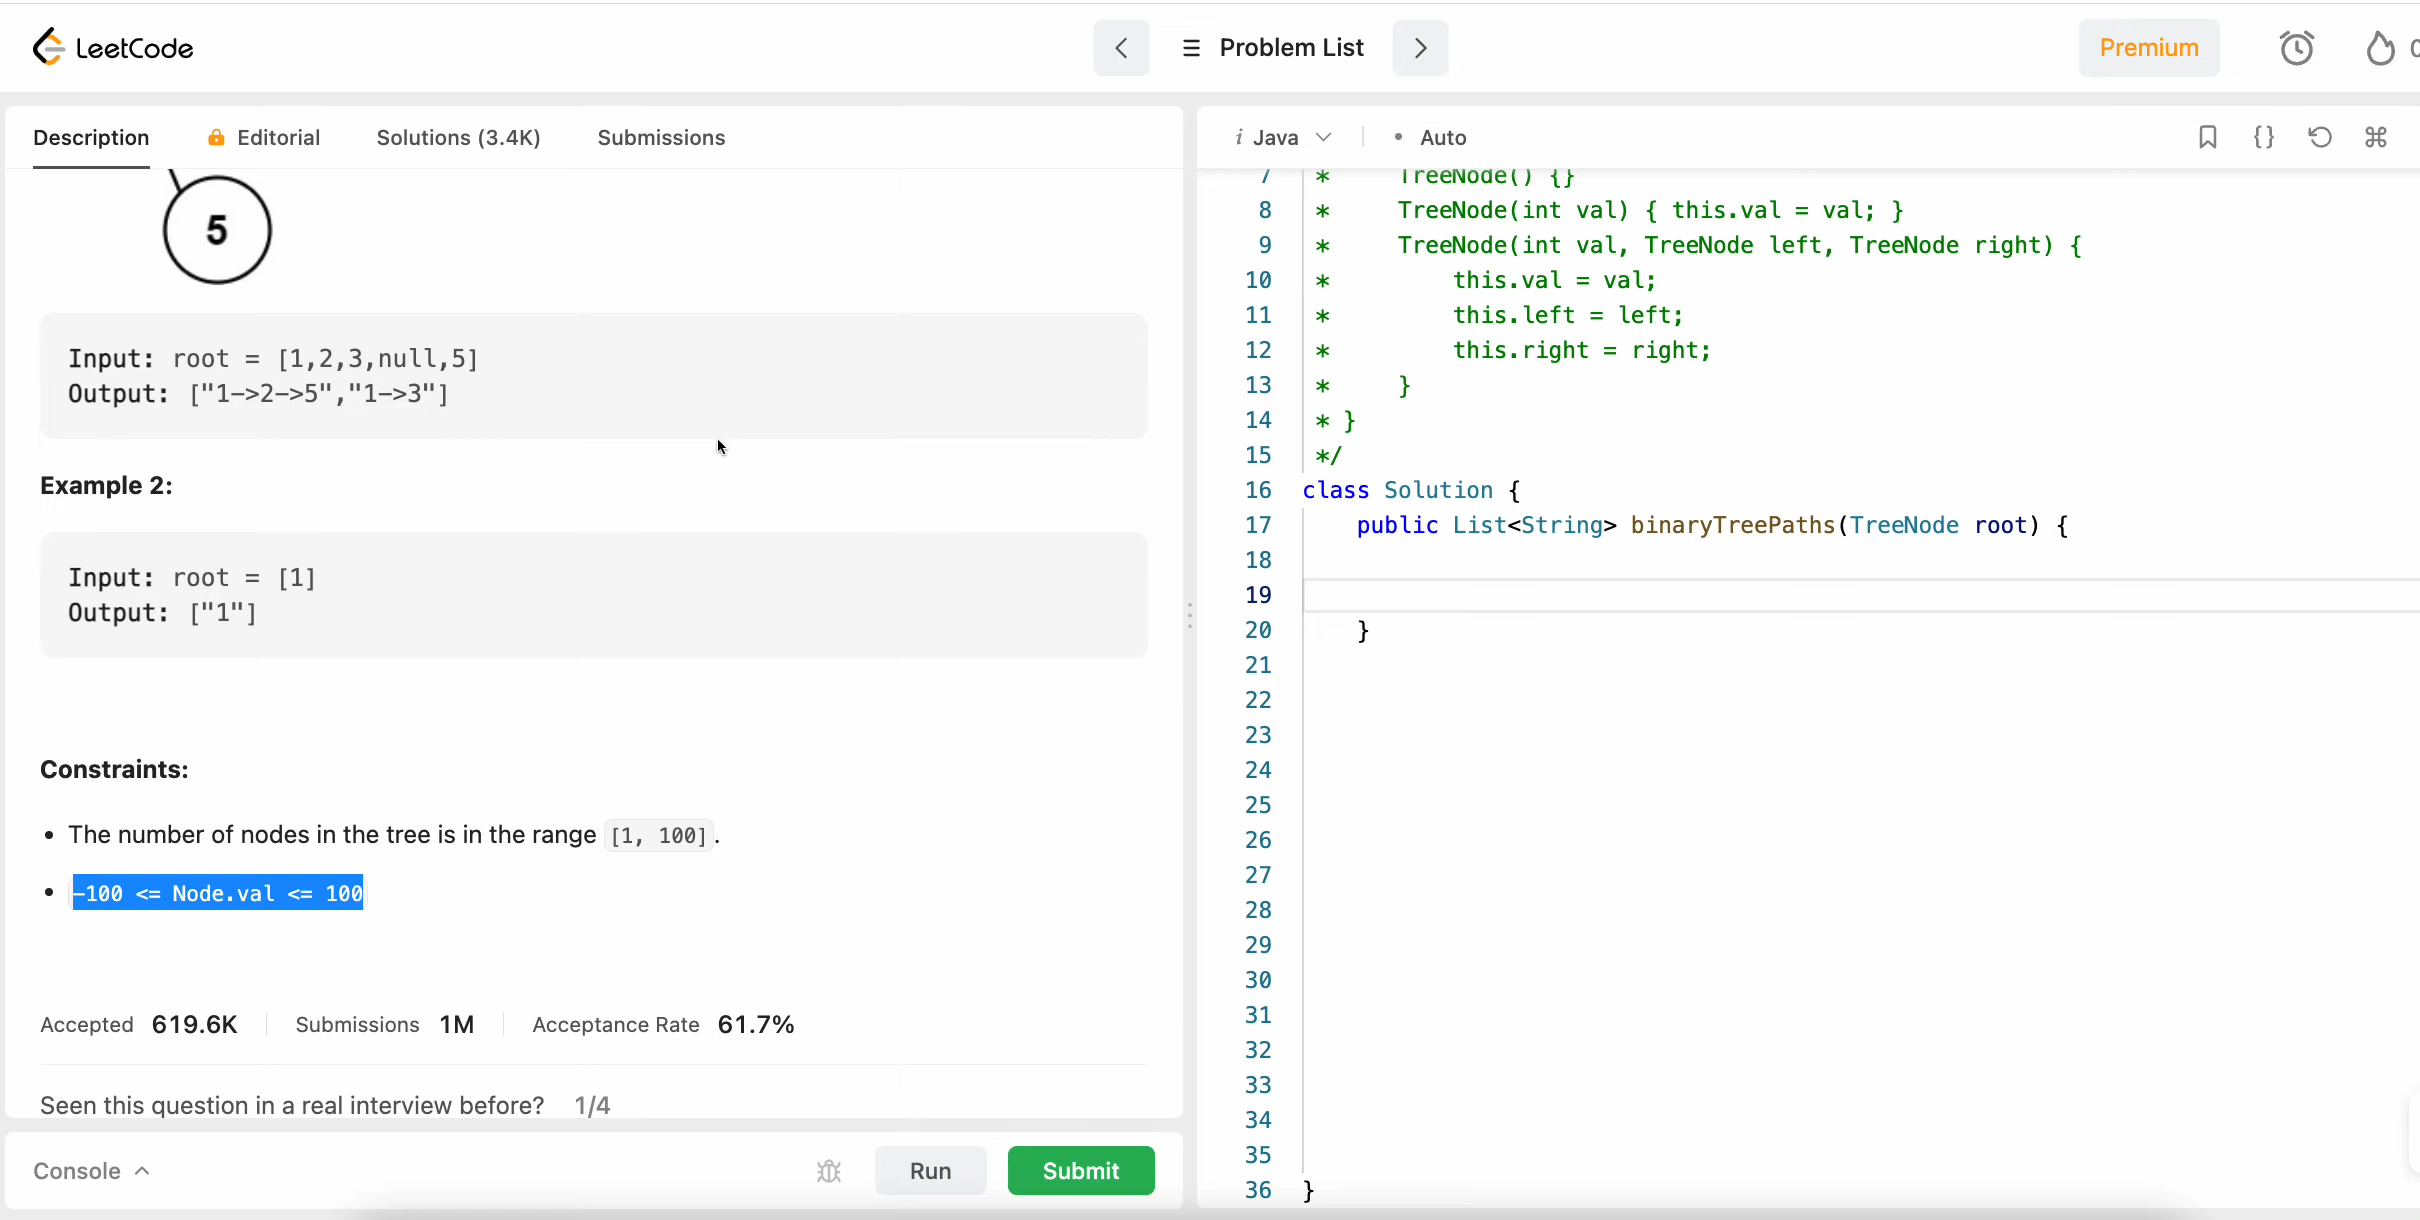 LeetCode
Problem List
Premium
Description
Editorial
Solutions (3.4K)
Submissions
5
Input: root = [1,2,3,null,5]
Output: ["1->2->5","1->3"]
Example 2:
Input: root = [1]
Output: ["1"]
Constraints:
• The number of nodes in the tree is in the range [1, 100].
• -100 <= Node.val <= 100
Accepted 619.6K Submissions 1M Acceptance Rate 61.7%
Seen this question in a real interview before? 1/4
Console
Run
Submit
i Java
• Auto
{}
7 * TreeNode() {}
8 * TreeNode(int val) { this.val = val; }
9 * TreeNode(int val, TreeNode left, TreeNode right) {
10 * this.val = val;
11 * this.left = left;
12 * this.right = right;
13 * }
14 * }
15 */
16 class Solution {
17 public List<String> binaryTreePaths(TreeNode root) {
18
19
20 }
21
22
23
24
25
26
27
28
29
30
31
32
33
34
35
36 }